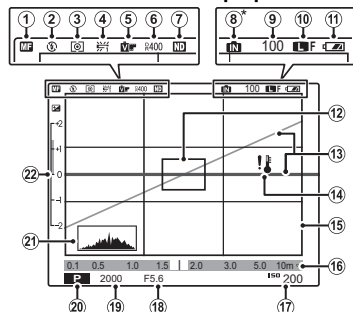 ① ② ③ ④ ⑤ ⑥ ⑦
MF R400 ND
⑧* ⑨ ⑩ ⑪
IN 100 L F
MF R400 ND
IN 100 L F
⑫
+2
+1
0
-1
-2
!
⑬
⑭
⑮
㉒
㉑
0.1 0.5 1.0 1.5 2.0 3.0 5.0 10m
⑯
P 2000 F5.6 ISO 200
⑳ ⑲ ⑱ ⑰